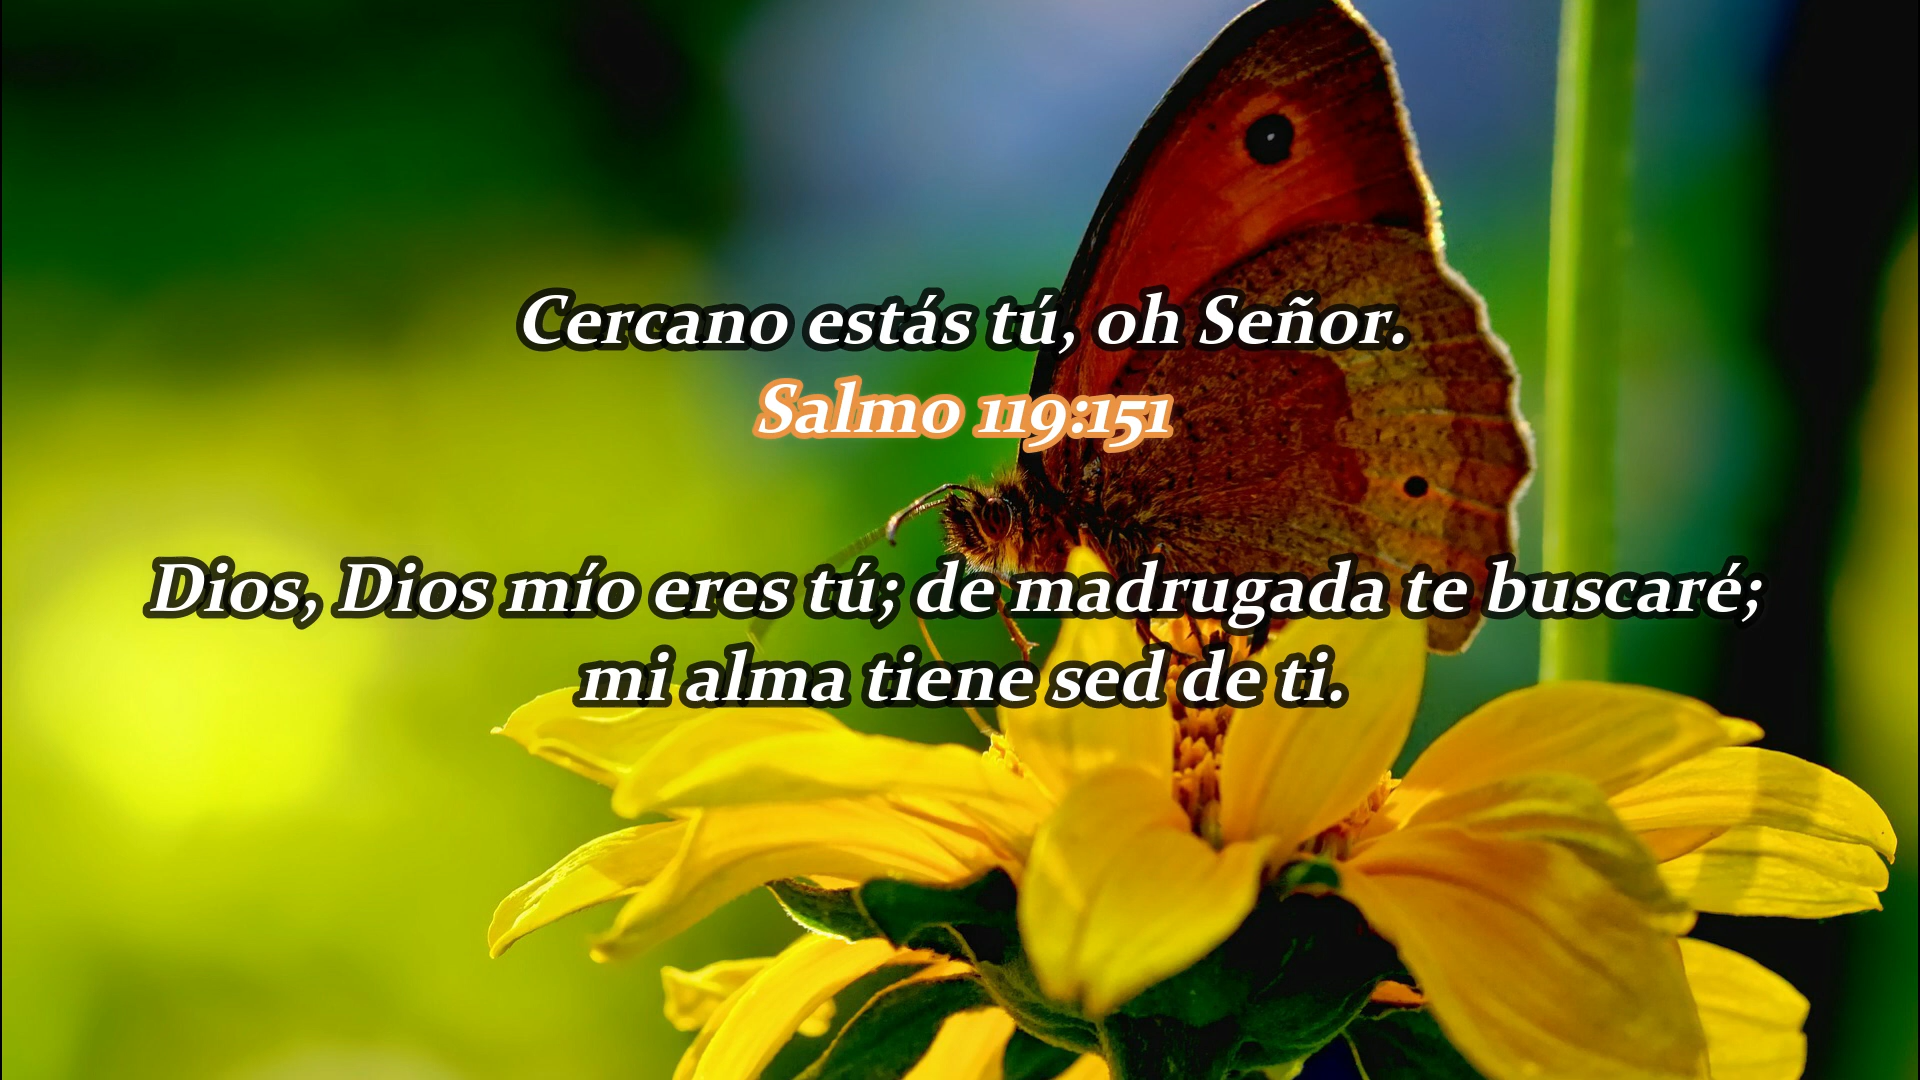 Cercano estás tú, oh Señor.
Salmo 119:151
Dios, Dios mío eres tú; de madrugada te buscaré;
mi alma tiene sed de ti.